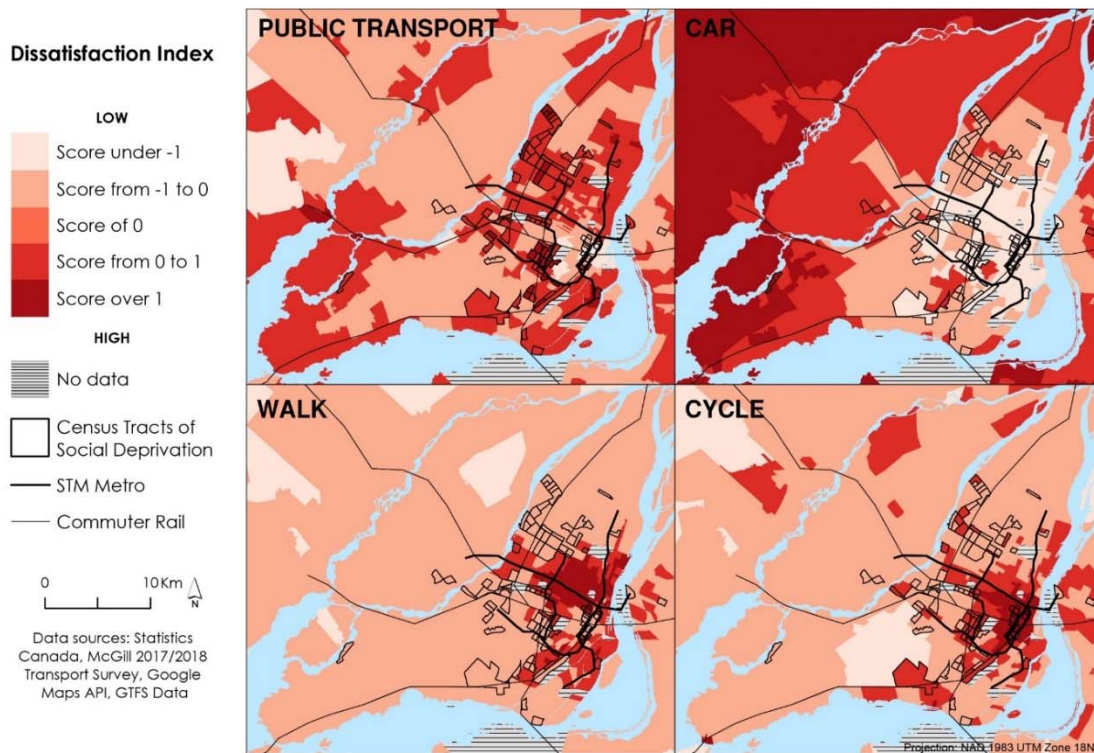 Dissatisfaction Index
LOW
Score under -1
Score from -1 to 0
Score of 0
Score from 0 to 1
Score over 1
HIGH
No data
Census Tracts of
Social Deprivation
STM Metro
Commuter Rail
0 10 Km
N
Data sources: Statistics
Canada, McGill 2017/2018
Transport Survey, Google
Maps API, GTFS Data
PUBLIC TRANSPORT
CAR
WALK
CYCLE
Projection: NAD 1983 UTM Zone 18N